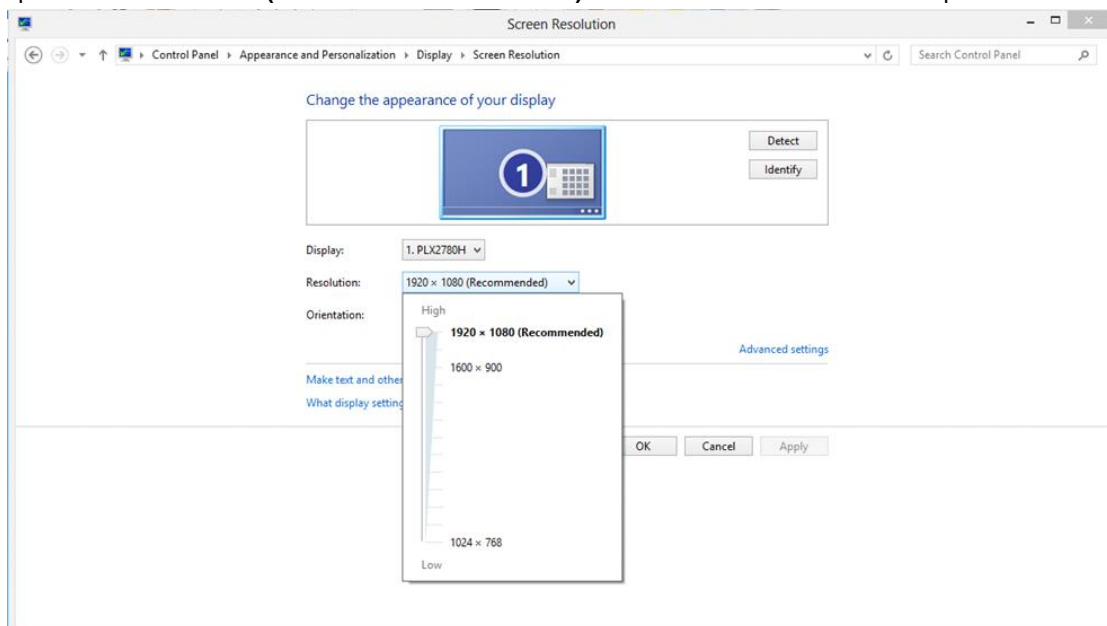 Screen Resolution
Control Panel Appearance and Personalization Display Screen Resolution
Search Control Panel
Change the appearance of your display
1
Detect
Identify
Display: 1. PLX2780H
Resolution: 1920 × 1080 (Recommended)
Orientation:
High
1920 × 1080 (Recommended)
1600 × 900
1024 × 768
Low
Advanced settings
Make text and other
What display setting
OK Cancel Apply